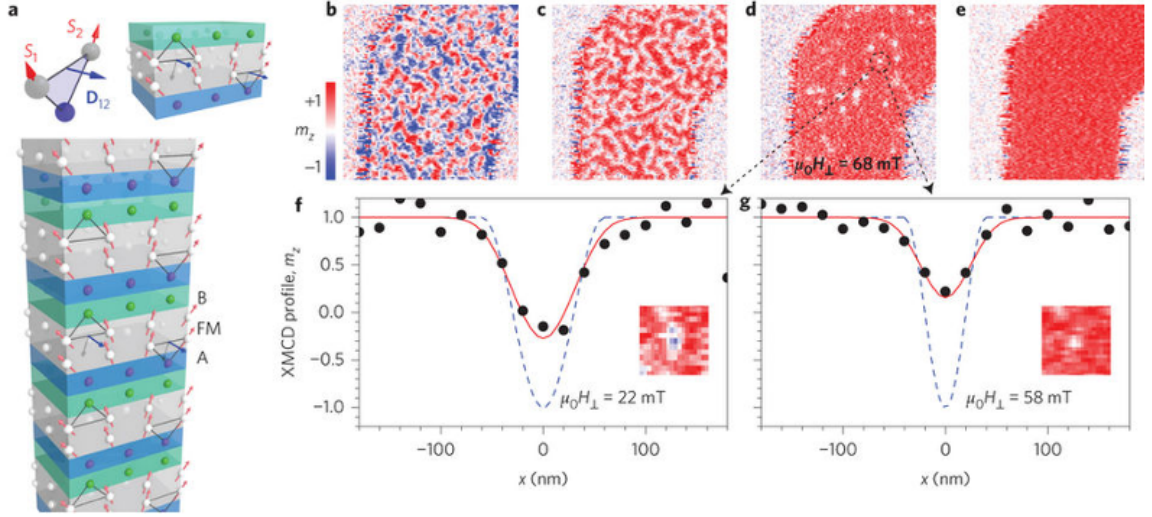 a
S1
S2
D12
B
FM
A
b
c
d
e
+1
mz
−1
μ0H⊥ = 68 mT
f
XMCD profile, mz
1.0
0.5
0.0
−0.5
−1.0
μ0H⊥ = 22 mT
−100
0
100
x (nm)
g
μ0H⊥ = 58 mT
−100
0
100
x (nm)